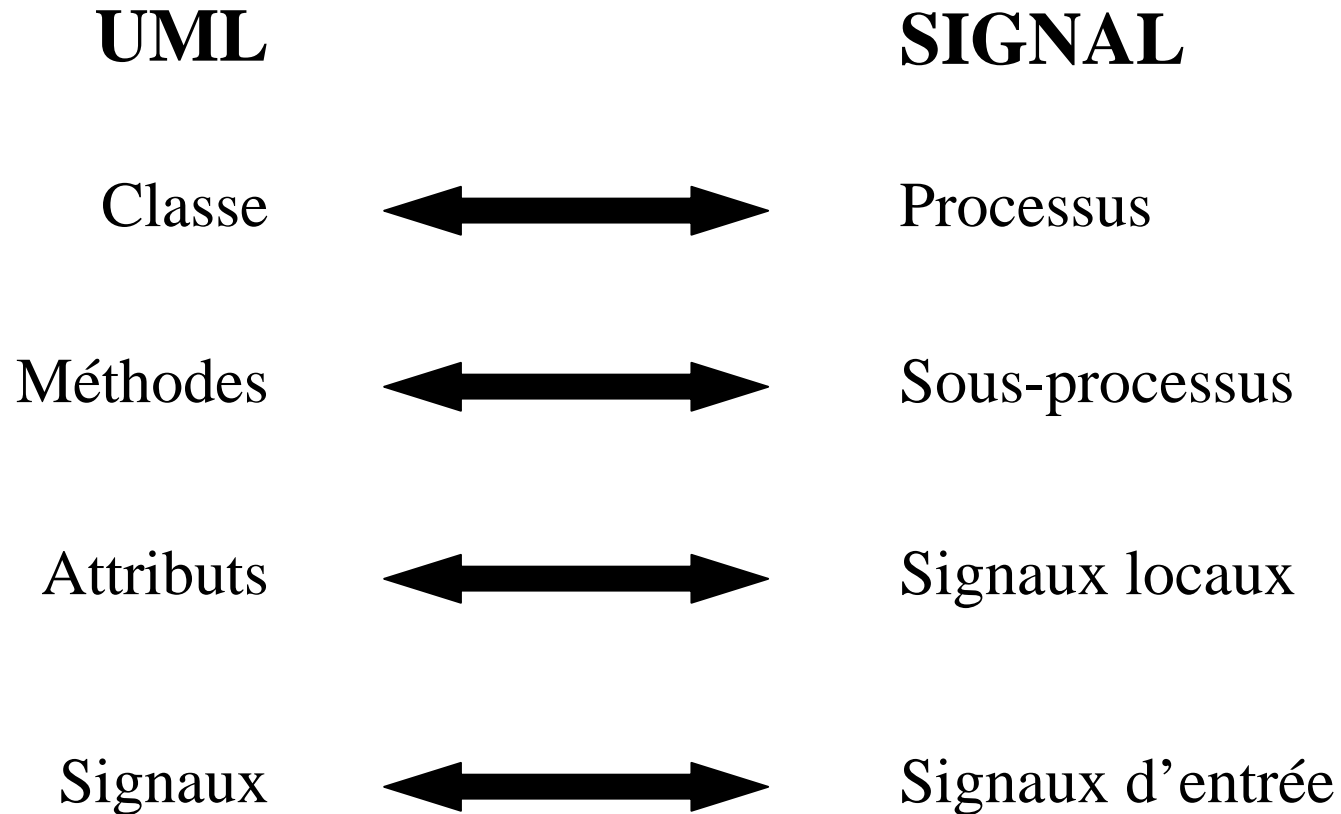 UML SIGNAL
Classe Processus
Méthodes Sous-processus
Attributs Signaux locaux
Signaux Signaux d’entrée